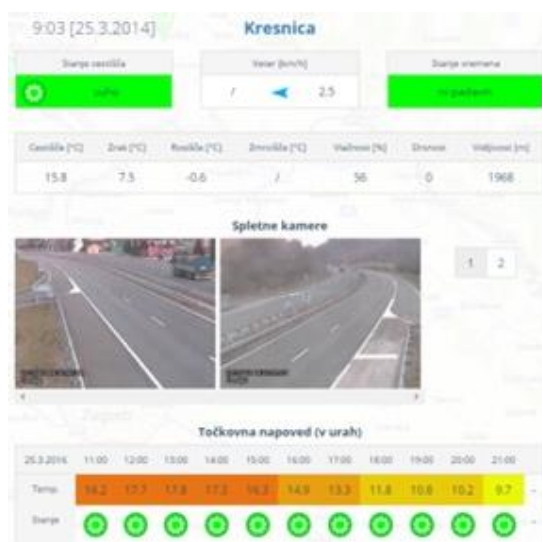 9:03 [25.3.2014] Kresnica
Stanje cestišča Veter [km/h] Stanje vremena
suho / 2.5 ni padavin
Cestišče [°C] Zrak [°C] Rosišče [°C] Zmrzišče [°C] Vlažnost [%] Slanost Vidljivost [m]
15.8 7.5 -0.6 / 56 0 1968
Spletne kamere
1 2
Točkovna napoved (v urah)
25.3.2014 11:00 12:00 13:00 14:00 15:00 16:00 17:00 18:00 19:00 20:00 21:00
Temp. 16.2 17.7 17.8 17.3 16.3 14.9 13.3 11.8 10.8 10.2 9.7 -
Stanje -